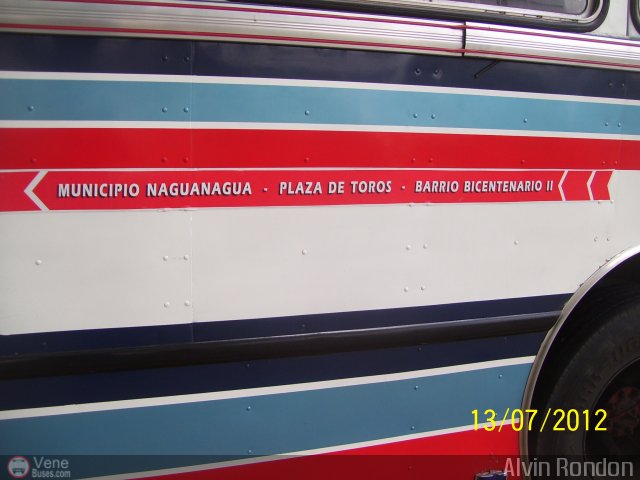 MUNICIPIO NAGUANAGUA - PLAZA DE TOROS - BARRIO BICENTENARIO II
13/07/2012
Vene
Buses.com
Alvin Rondon